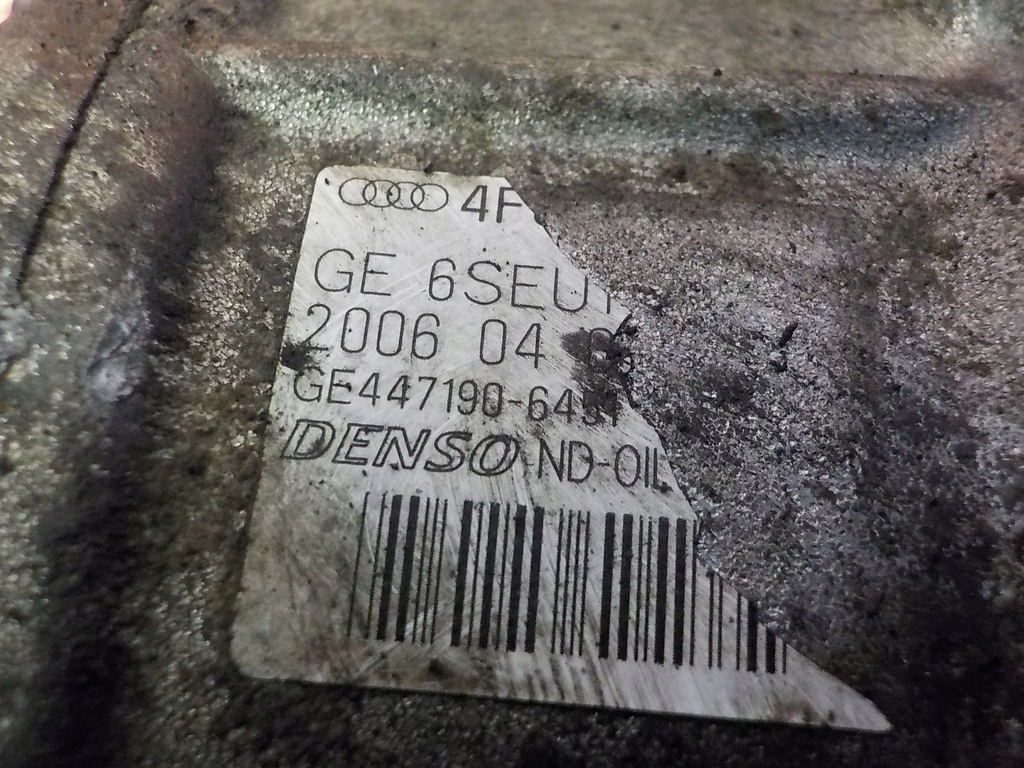 4F
GE 6SEU
2006 04
GE447190-64
DENSO ND-OIL